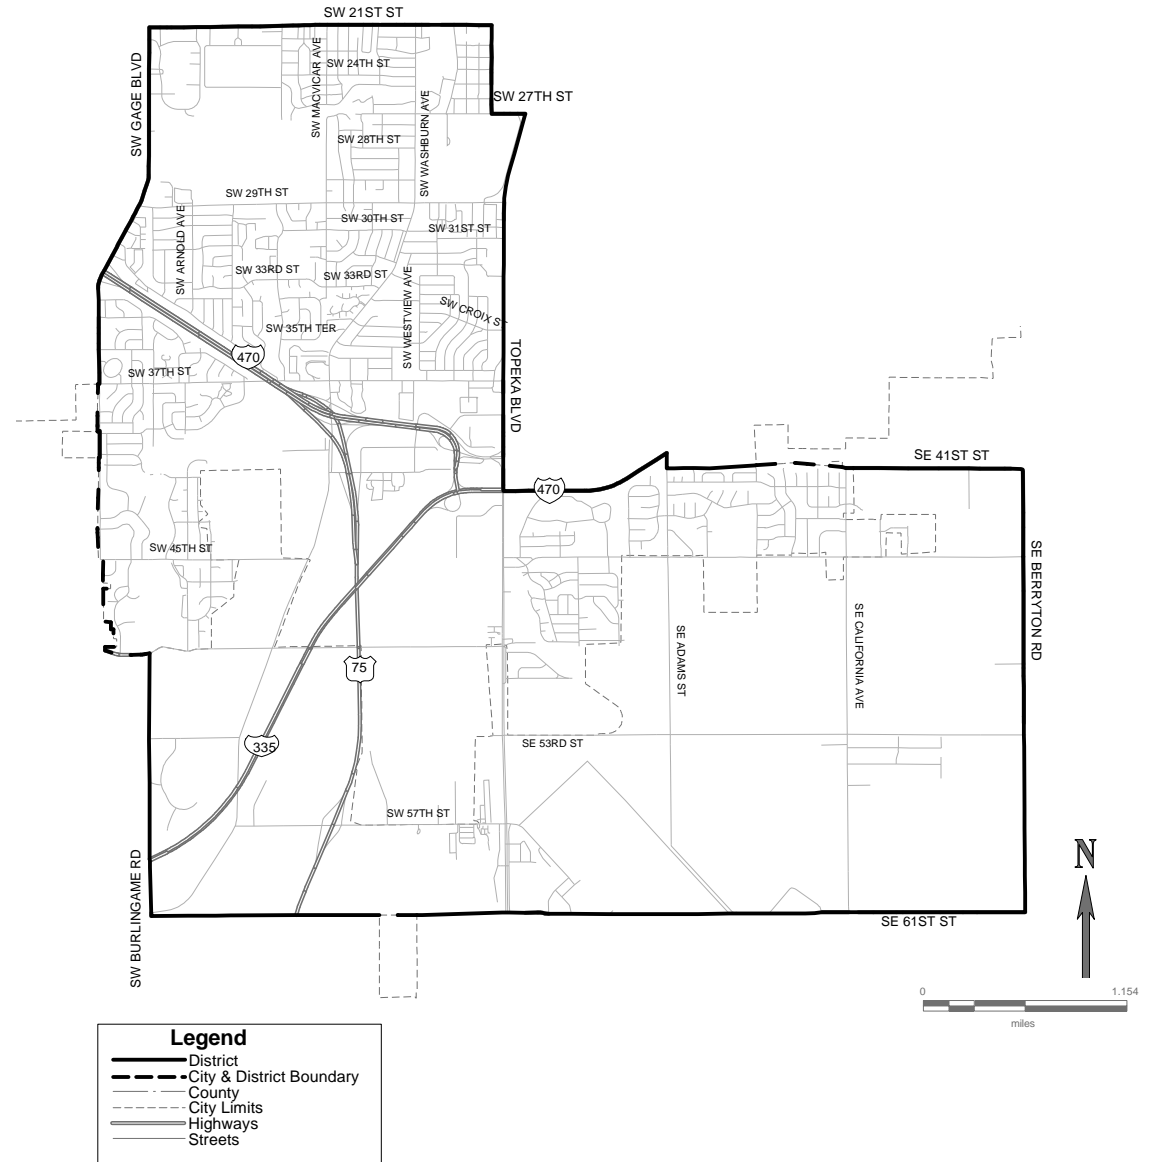 SW 21ST ST
SW GAGE BLVD
SW MACVICAR AVE
SW 24TH ST
SW WASHBURN AVE
SW 27TH ST
SW 28TH ST
SW 29TH ST
SW ARNOLD AVE
SW 30TH ST
SW 31ST ST
SW 33RD ST
SW 33RD ST
SW WESTVIEW AVE
SW CROIX ST
SW 35TH TER
470
SW 37TH ST
TOPEKA BLVD
SE 41ST ST
470
SW 45TH ST
SE BERRYTON RD
SE ADAMS ST
SE CALIFORNIA AVE
75
335
SE 53RD ST
SW 57TH ST
SW BURLINGAME RD
SE 61ST ST
N
0
1.154
miles
Legend
District
City & District Boundary
County
City Limits
Highways
Streets